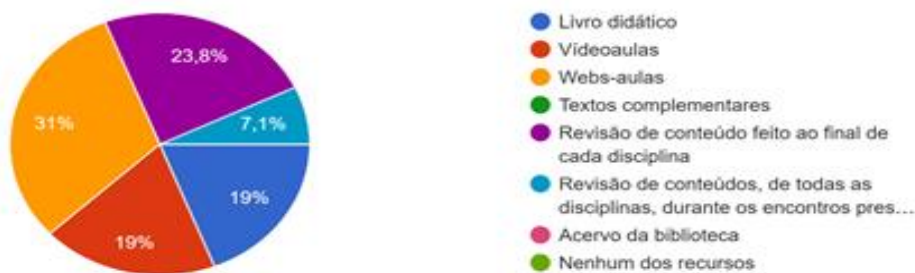 23,8%
31%
7,1%
19%
19%
Livro didático
Vídeoaulas
Webs-aulas
Textos complementares
Revisão de conteúdo feito ao final de
cada disciplina
Revisão de conteúdos, de todas as
disciplinas, durante os encontros pres…
Acervo da biblioteca
Nenhum dos recursos